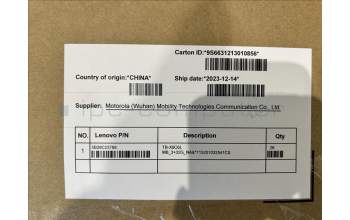 Carton ID:*9S6631213010856*
Country of origin:*CHINA*
Ship date:*2023-12-14*
Supplier: Motorola (Wuhan) Mobility Technologies Communication Co., Ltd.
NO. Lenovo P/N Description Qty
1